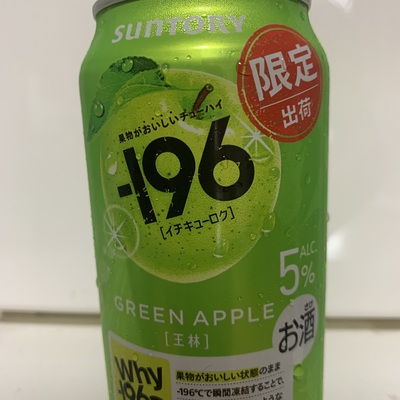 SUNTORY
限定
出荷
果物がおいしいチューハイ
-196
[イチキューロク]
ALC.
5%
GREEN APPLE
[王林]
お酒
Why
-196
果物がおいしい状態のまま
-196℃で瞬間凍結することで、